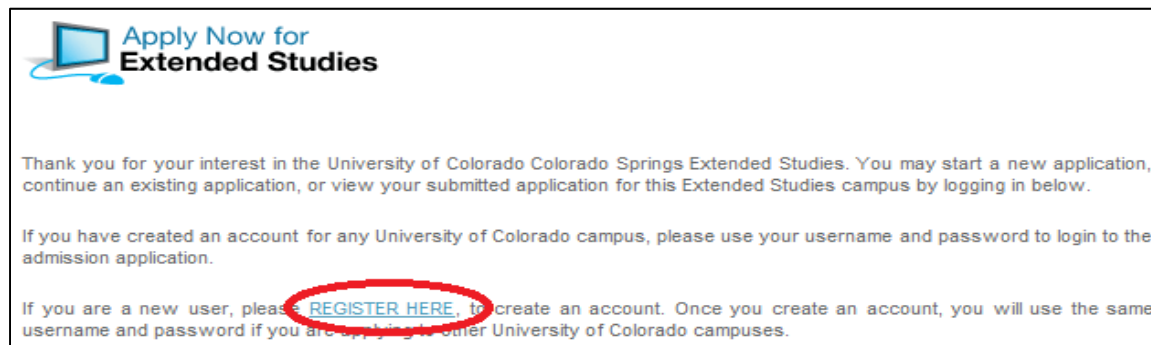 Apply Now for
Extended Studies
Thank you for your interest in the University of Colorado Colorado Springs Extended Studies. You may start a new application,
continue an existing application, or view your submitted application for this Extended Studies campus by logging in below.
If you have created an account for any University of Colorado campus, please use your username and password to login to the
admission application.
If you are a new user, please REGISTER HERE, to create an account. Once you create an account, you will use the same
username and password if you are applying to other University of Colorado campuses.